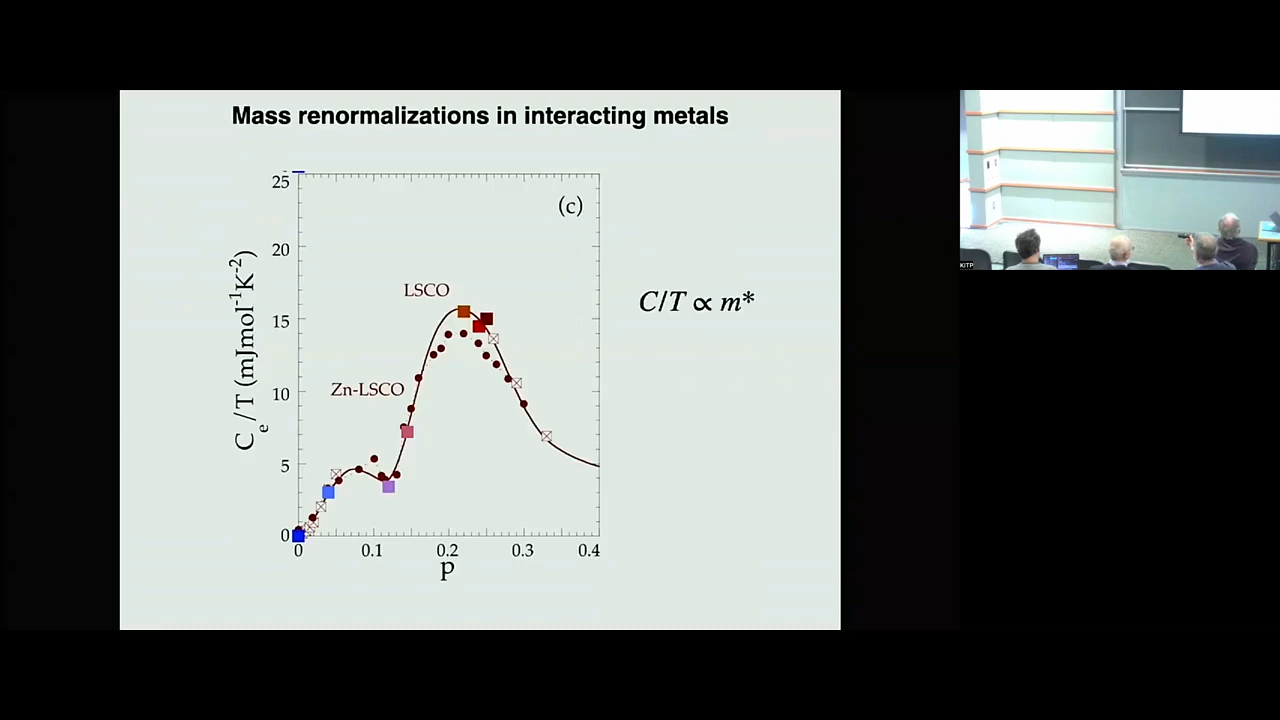 Mass renormalizations in interacting metals
(c)
25
20
15
10
5
0
C_e/T (mJmol^-1K^-2)
LSCO
Zn-LSCO
C/T ∝ m*
0 0.1 0.2 0.3 0.4
p
KITP